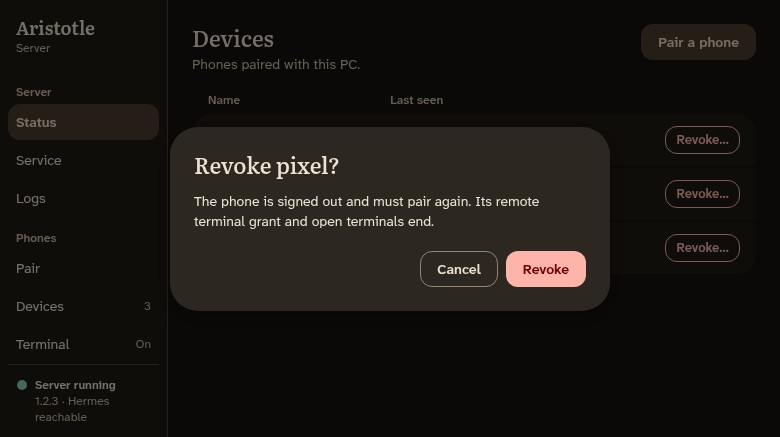 Aristotle
Server
Server
Status
Service
Logs
Phones
Pair
Devices 3
Terminal On
Server running
1.2.3 · Hermes
reachable
Devices
Phones paired with this PC.
Pair a phone
Name Last seen
Revoke...
Revoke...
Revoke...
Revoke pixel?
The phone is signed out and must pair again. Its remote
terminal grant and open terminals end.
Cancel Revoke